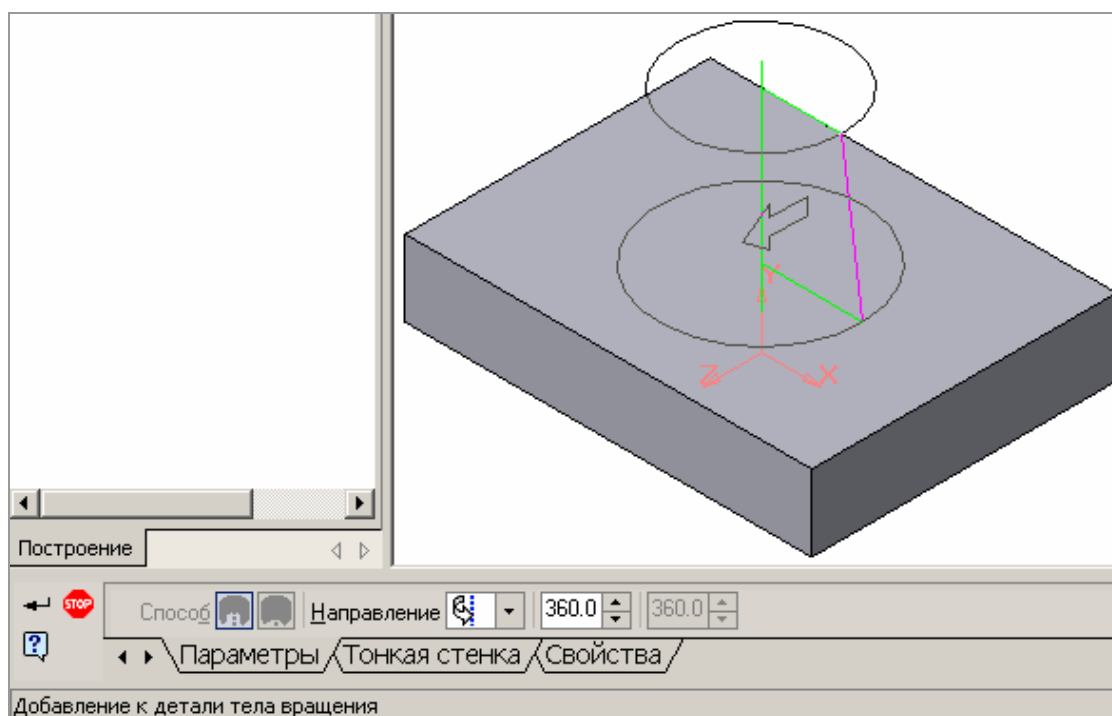 Y
Z
X
Построение
STOP
Способ Направление 360.0 360.0
?
Параметры Тонкая стенка Свойства
Добавление к детали тела вращения